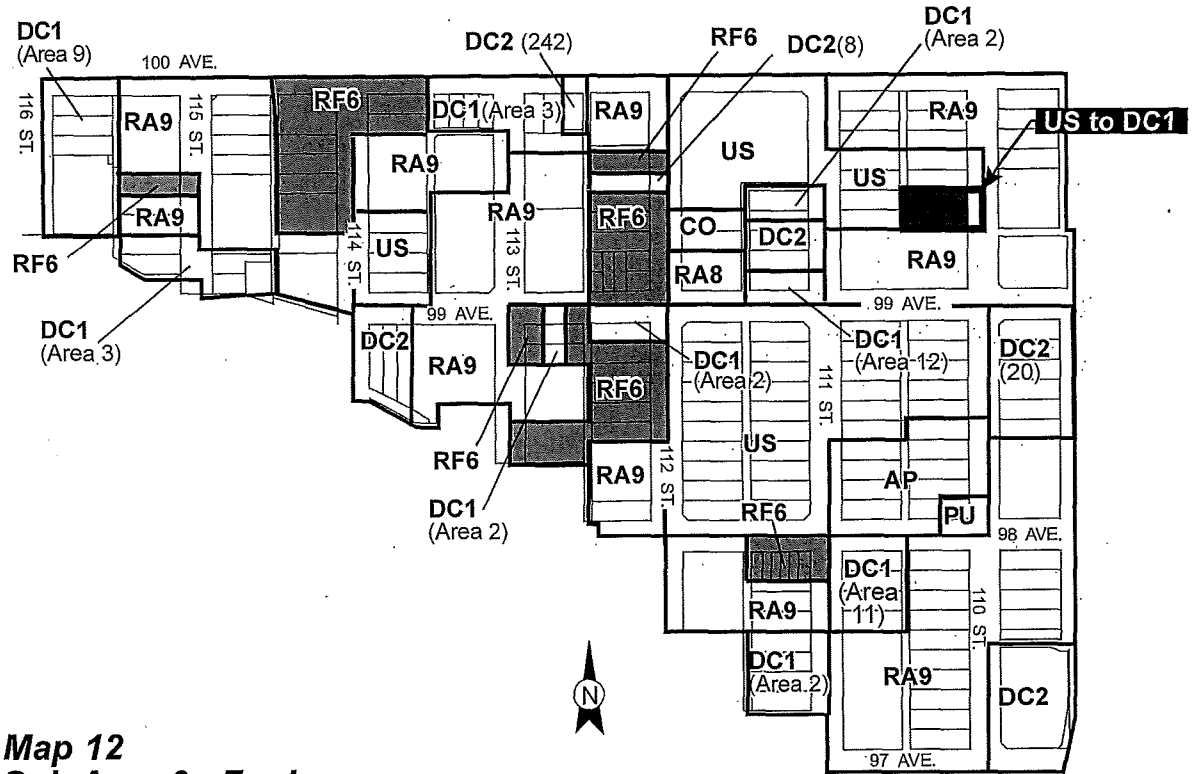 DC1
(Area 9)
100 AVE.
DC2 (242)
RF6
DC2(8)
DC1
(Area 2)
116 ST.
RA9
115 ST.
RF6
DC1(Area 3)
RA9
RA9
US to DC1
US
US
RA9
RA9
RF6
RA9
114 ST.
US
RA9
113 ST.
RF6
CO
DC2
RA8
RA9
DC1
(Area 3)
99 AVE.
99 AVE.
DC2
RA9
DC1
(Area 2)
DC1
(Area 12)
111 ST.
DC2
(20)
RF6
RF6
DC1
(Area 2)
US
RA9
112 ST.
AP
PU
RF6
98 AVE.
DC1
(Area
11)
RA9
110 ST.
DC1
(Area 2)
RA9
DC2
N
97 AVE.
Map 12